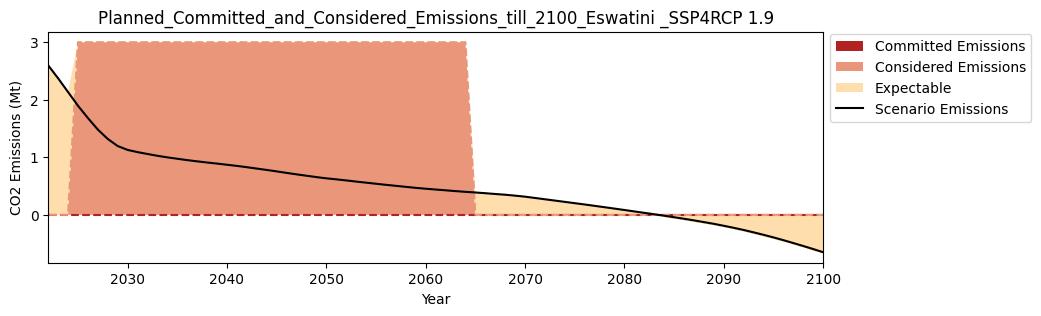 Planned_Committed_and_Considered_Emissions_till_2100_Eswatini _SSP4RCP 1.9
CO2 Emissions (Mt)
3
2
1
0
2030 2040 2050 2060 2070 2080 2090 2100
Year
Committed Emissions
Considered Emissions
Expectable
Scenario Emissions